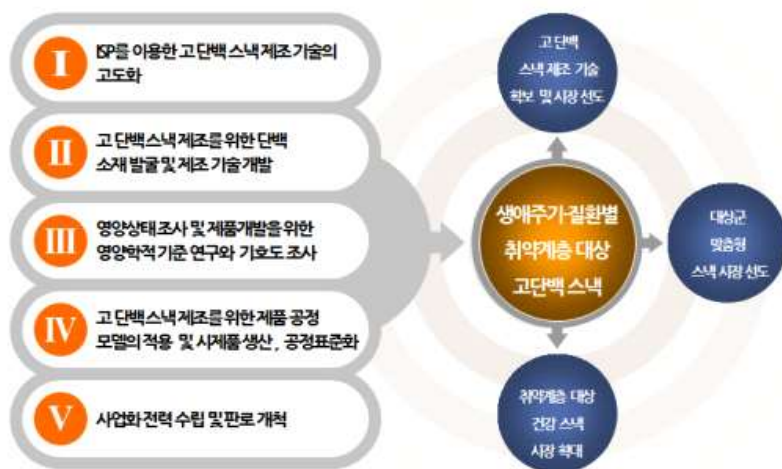 I
ISP를 이용한 고 단백 스낵 제조 기술의
고도화
II
고 단백 스낵 제조를 위한 단백
소재 발굴 및 제조 기술 개발
III
영양상태 조사 및 제품개발을 위한
영양학적 기준 연구와 기호도 조사
IV
고 단백 스낵 제조를 위한 제품 공정
모델의 적용 및 시제품 생산, 공정표준화
V
사업화 전략 수립 및 판로 개척
생애주기·질환별
취약계층 대상
고단백 스낵
고 단백
스낵 제조 기술
확보 및 시장 선도
대상군
맞춤형
스낵 시장 선도
취약계층 대상
건강 스낵
시장 확대